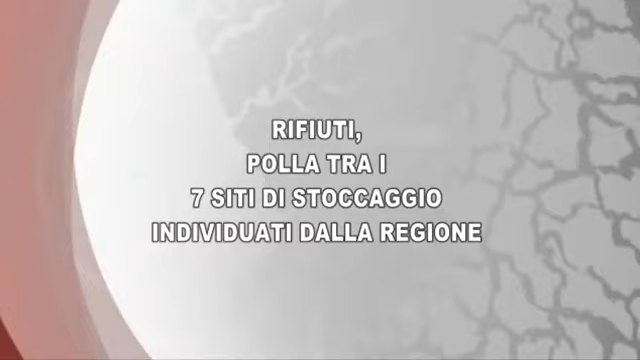 RIFIUTI,
POLLA TRA I
7 SITI DI STOCCAGGIO
INDIVIDUATI DALLA REGIONE